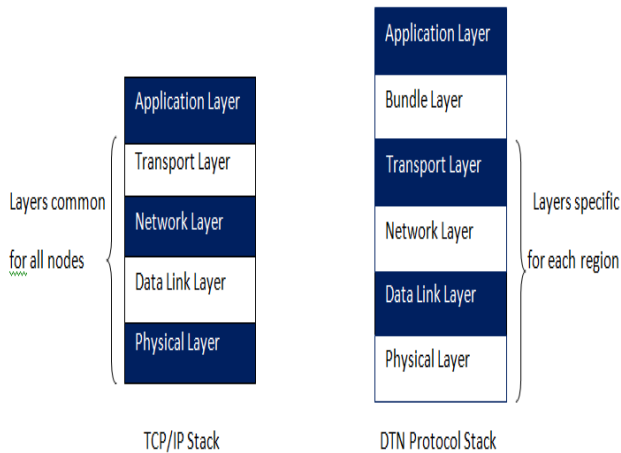 Application Layer
Transport Layer
Network Layer
Data Link Layer
Physical Layer
Layers common
for all nodes
TCP/IP Stack
Application Layer
Bundle Layer
Transport Layer
Network Layer
Data Link Layer
Physical Layer
Layers specific
for each region
DTN Protocol Stack